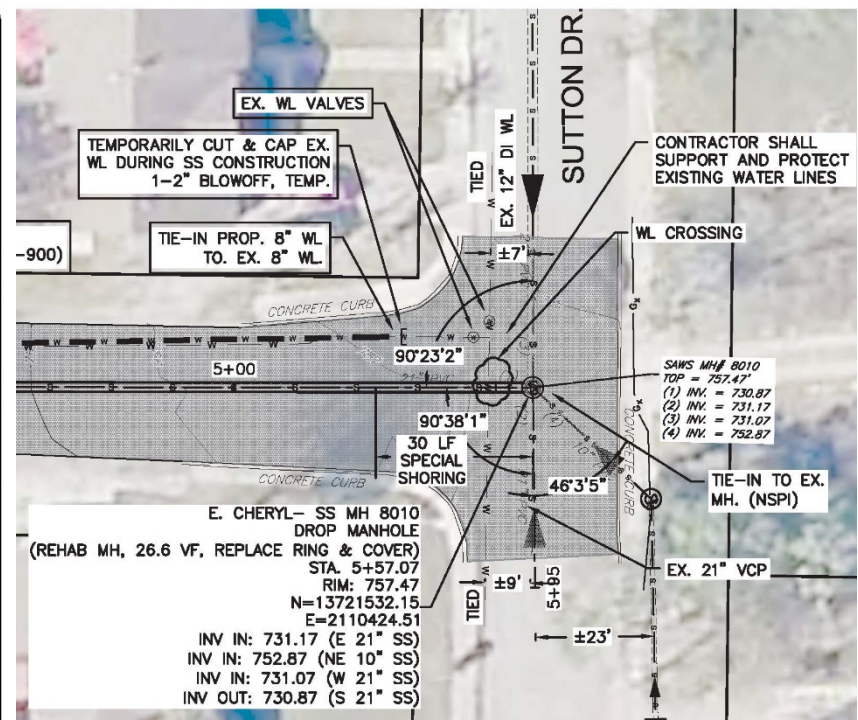 EX. WL VALVES
TEMPORARILY CUT & CAP EX.
WL DURING SS CONSTRUCTION
1-2" BLOWOFF, TEMP.
TIE-IN PROP. 8" WL
TO. EX. 8" WL.
-900)
TIED
EX. 12" DI WL
SUTTON DR.
CONTRACTOR SHALL
SUPPORT AND PROTECT
EXISTING WATER LINES
WL CROSSING
±7'
CONCRETE CURB
5+00
90°23'2"
90°38'1"
30 LF
SPECIAL
SHORING
CONCRETE CURB
SAWS MH# 8010
TOP = 757.47'
(1) INV. = 730.87
(2) INV. = 731.17
(3) INV. = 731.07
(4) INV. = 752.87
CONCRETE CURB
46°3'5"
TIE-IN TO EX.
MH. (NSPI)
EX. 21" VCP
E. CHERYL- SS MH 8010
DROP MANHOLE
(REHAB MH, 26.6 VF, REPLACE RING & COVER)
STA. 5+57.07
RIM: 757.47
N=13721532.15
E=2110424.51
INV IN: 731.17 (E 21" SS)
INV IN: 752.87 (NE 10" SS)
INV IN: 731.07 (W 21" SS)
INV OUT: 730.87 (S 21" SS)
TIED
±9'
5+95
±23'